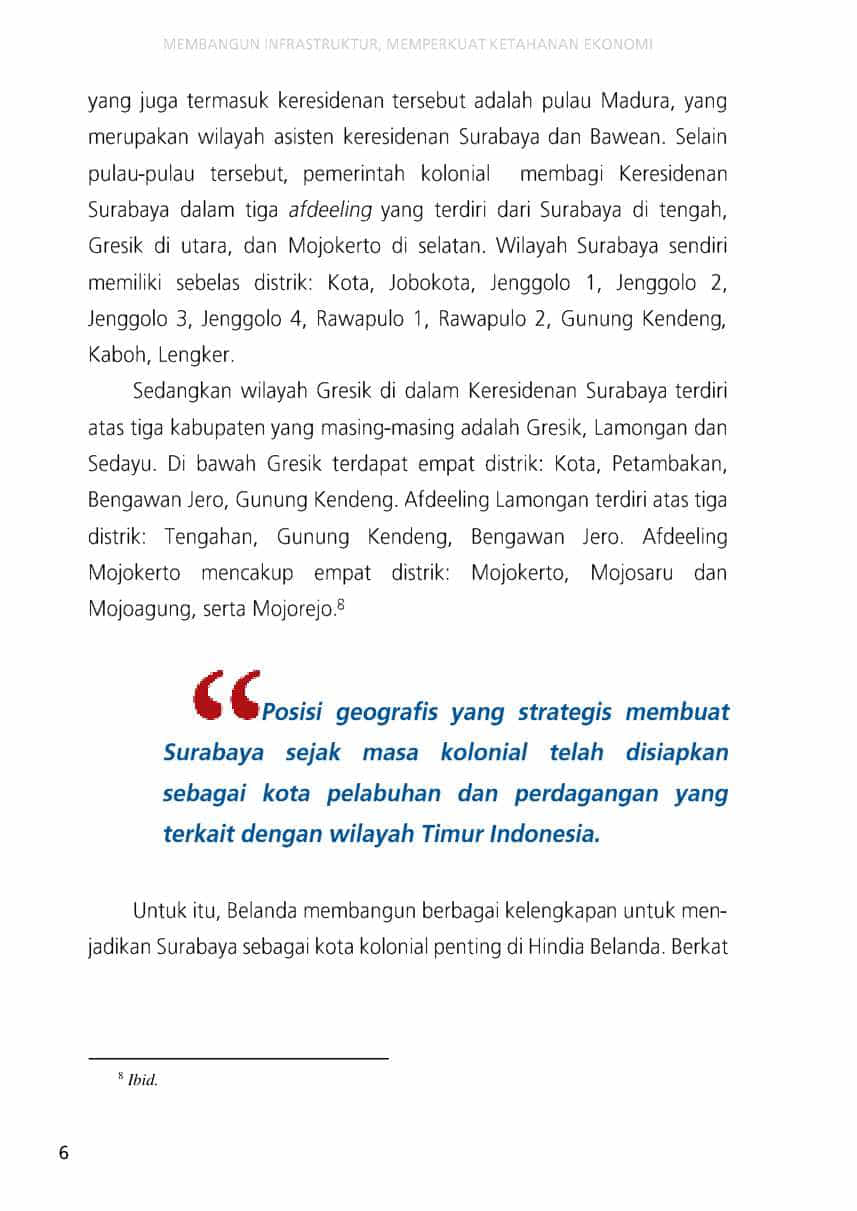 MEMBANGUN INFRASTRUKTUR, MEMPERKUAT KETAHANAN EKONOMI
yang juga termasuk keresidenan tersebut adalah pulau Madura, yang
merupakan wilayah asisten keresidenan Surabaya dan Bawean. Selain
pulau-pulau tersebut, pemerintah kolonial membagi Keresidenan
Surabaya dalam tiga afdeeling yang terdiri dari Surabaya di tengah,
Gresik di utara, dan Mojokerto di selatan. Wilayah Surabaya sendiri
memiliki sebelas distrik: Kota, Jobokota, Jenggolo 1, Jenggolo 2,
Jenggolo 3, Jenggolo 4, Rawapulo 1, Rawapulo 2, Gunung Kendeng,
Kaboh, Lengker.
Sedangkan wilayah Gresik di dalam Keresidenan Surabaya terdiri
atas tiga kabupaten yang masing-masing adalah Gresik, Lamongan dan
Sedayu. Di bawah Gresik terdapat empat distrik: Kota, Petambakan,
Bengawan Jero, Gunung Kendeng. Afdeeling Lamongan terdiri atas tiga
distrik: Tengahan, Gunung Kendeng, Bengawan Jero. Afdeeling
Mojokerto mencakup empat distrik: Mojokerto, Mojosaru dan
Mojoagung, serta Mojorejo.⁸
“Posisi geografis yang strategis membuat
Surabaya sejak masa kolonial telah disiapkan
sebagai kota pelabuhan dan perdagangan yang
terkait dengan wilayah Timur Indonesia.
Untuk itu, Belanda membangun berbagai kelengkapan untuk men-
jadikan Surabaya sebagai kota kolonial penting di Hindia Belanda. Berkat
⁸ Ibid.
6